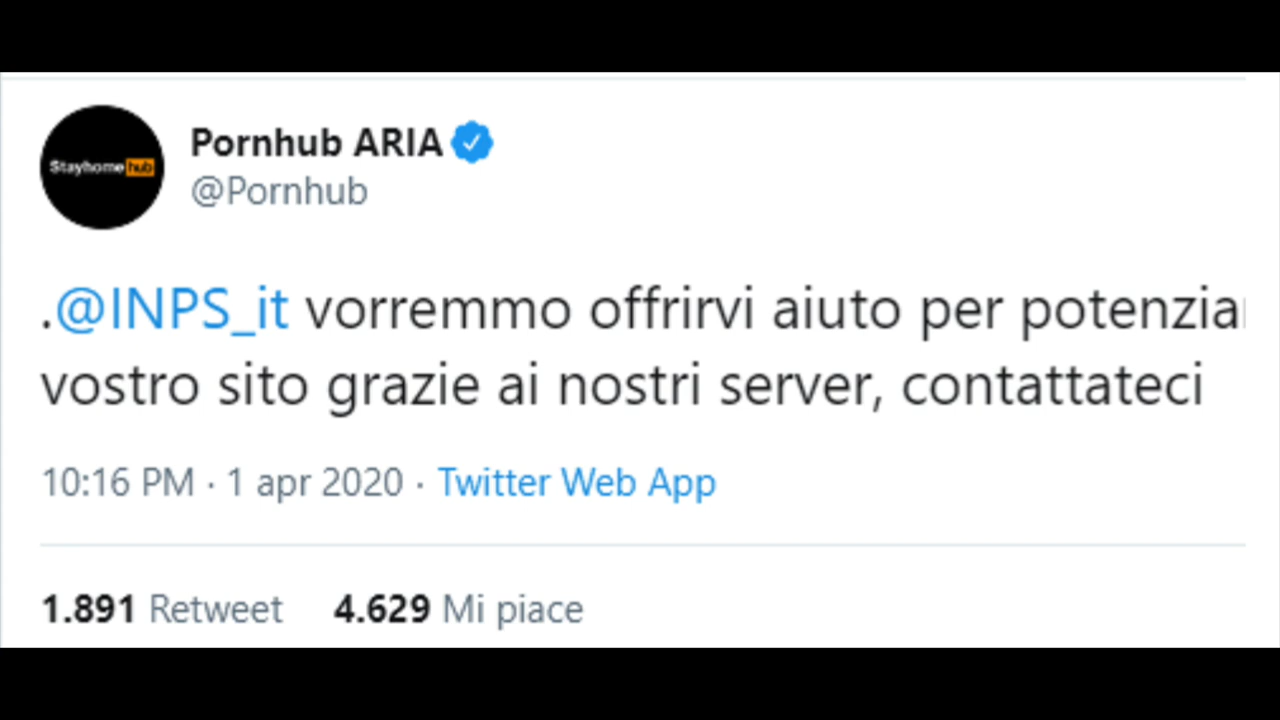 Stayhome hub
Pornhub ARIA
@Pornhub
.@INPS_it vorremmo offrirvi aiuto per
vostro sito grazie ai nostri server, contattateci
10:16 PM · 1 apr 2020 · Twitter Web App
1.891 Retweet 4.629 Mi piace